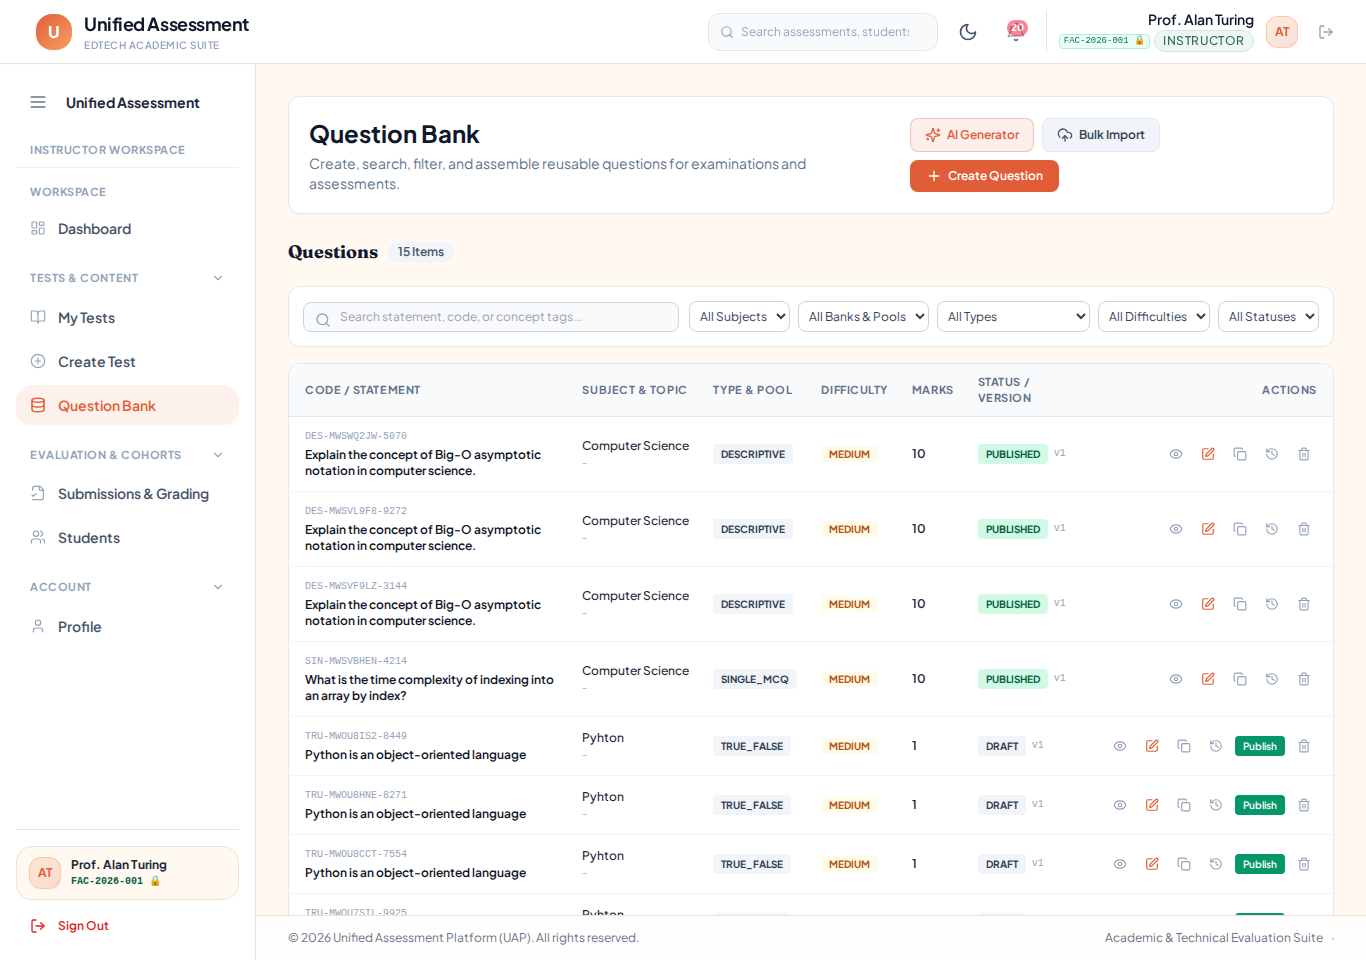 U
Unified Assessment
EDTECH ACADEMIC SUITE
Search assessments, students
20
Prof. Alan Turing
FAC-2026-001 🔒
INSTRUCTOR
AT
Unified Assessment
INSTRUCTOR WORKSPACE
WORKSPACE
Dashboard
TESTS & CONTENT
My Tests
Create Test
Question Bank
EVALUATION & COHORTS
Submissions & Grading
Students
ACCOUNT
Profile
AT
Prof. Alan Turing
FAC-2026-001 🔒
Sign Out
Question Bank
Create, search, filter, and assemble reusable questions for examinations and
assessments.
AI Generator
Bulk Import
Create Question
Questions
15 Items
Search statement, code, or concept tags...
All Subjects
All Banks & Pools
All Types
All Difficulties
All Statuses
CODE / STATEMENT
SUBJECT & TOPIC
TYPE & POOL
DIFFICULTY
MARKS
STATUS /
VERSION
ACTIONS
DES-MWSWQ2JW-5070
Explain the concept of Big-O asymptotic
notation in computer science.
Computer Science
-
DESCRIPTIVE
MEDIUM
10
PUBLISHED
v1
DES-MWSVL9F8-9272
Explain the concept of Big-O asymptotic
notation in computer science.
Computer Science
-
DESCRIPTIVE
MEDIUM
10
PUBLISHED
v1
DES-MWSVF9LZ-3144
Explain the concept of Big-O asymptotic
notation in computer science.
Computer Science
-
DESCRIPTIVE
MEDIUM
10
PUBLISHED
v1
SIN-MWSVBHEN-4214
What is the time complexity of indexing into
an array by index?
Computer Science
-
SINGLE_MCQ
MEDIUM
10
PUBLISHED
v1
TRU-MWOU8IS2-8449
Python is an object-oriented language
Pyhton
-
TRUE_FALSE
MEDIUM
1
DRAFT
v1
Publish
TRU-MWOU8HNE-8271
Python is an object-oriented language
Pyhton
-
TRUE_FALSE
MEDIUM
1
DRAFT
v1
Publish
TRU-MWOU8CCT-7554
Python is an object-oriented language
Pyhton
-
TRUE_FALSE
MEDIUM
1
DRAFT
v1
Publish
TRU-MWOU7STL-9925
Pyhton
© 2026 Unified Assessment Platform (UAP). All rights reserved.
Academic & Technical Evaluation Suite ·